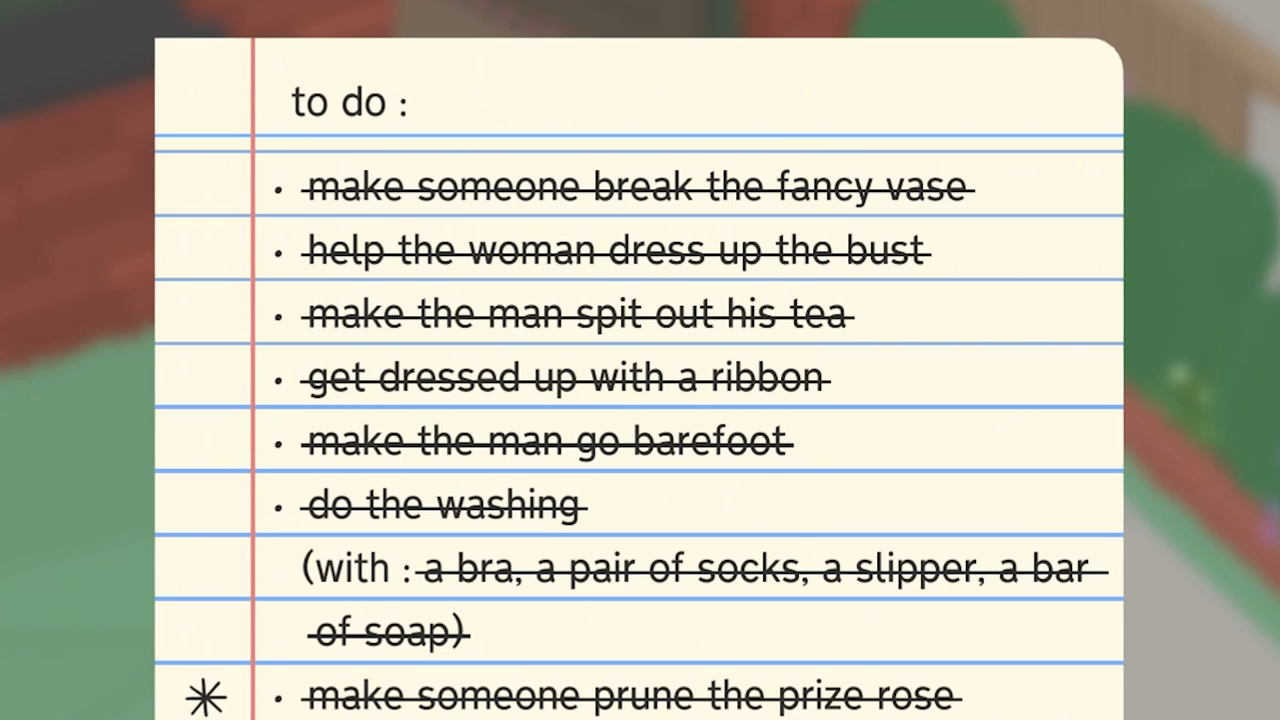 to do :
• make someone break the fancy vase
• help the woman dress up the bust
• make the man spit out his tea
• get dressed up with a ribbon
• make the man go barefoot
• do the washing
(with : a bra, a pair of socks, a slipper, a bar
of soap)
• make someone prune the prize rose